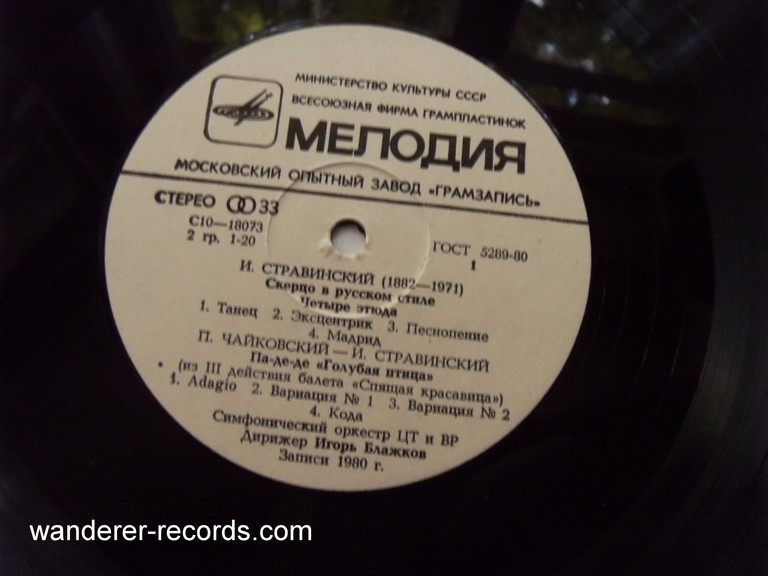 МИНИСТЕРСТВО КУЛЬТУРЫ СССР
ВСЕСОЮЗНАЯ ФИРМА ГРАМПЛАСТИНОК
МЕЛОДИЯ
МОСКОВСКИЙ ОПЫТНЫЙ ЗАВОД «ГРАМЗАПИСЬ»
СТЕРЕО 33
С10—18073
2 гр. 1-20
ГОСТ 5289-80
1
И. СТРАВИНСКИЙ (1882—1971)
Скерцо в русском стиле
Четыре этюда
1. Танец 2. Эксцентрик 3. Песнопение
4. Мадрид
П. ЧАЙКОВСКИЙ—И. СТРАВИНСКИЙ
Па-де-де «Голубая птица»
(из III действия балета «Спящая красавица»)
1. Adagio 2. Вариация № 1 3. Вариация № 2
4. Кода
Симфонический оркестр ЦТ и ВР
Дирижер Игорь Блажков
Записи 1980 г.
wanderer-records.com